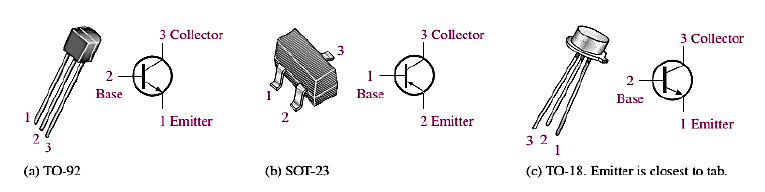 3 Collector
2
Base
1 Emitter
1
2
3
(a) TO-92
3 Collector
3
1
Base
1
2
2 Emitter
(b) SOT-23
3 Collector
2
Base
1 Emitter
3 2
1
(c) TO-18. Emitter is closest to tab.